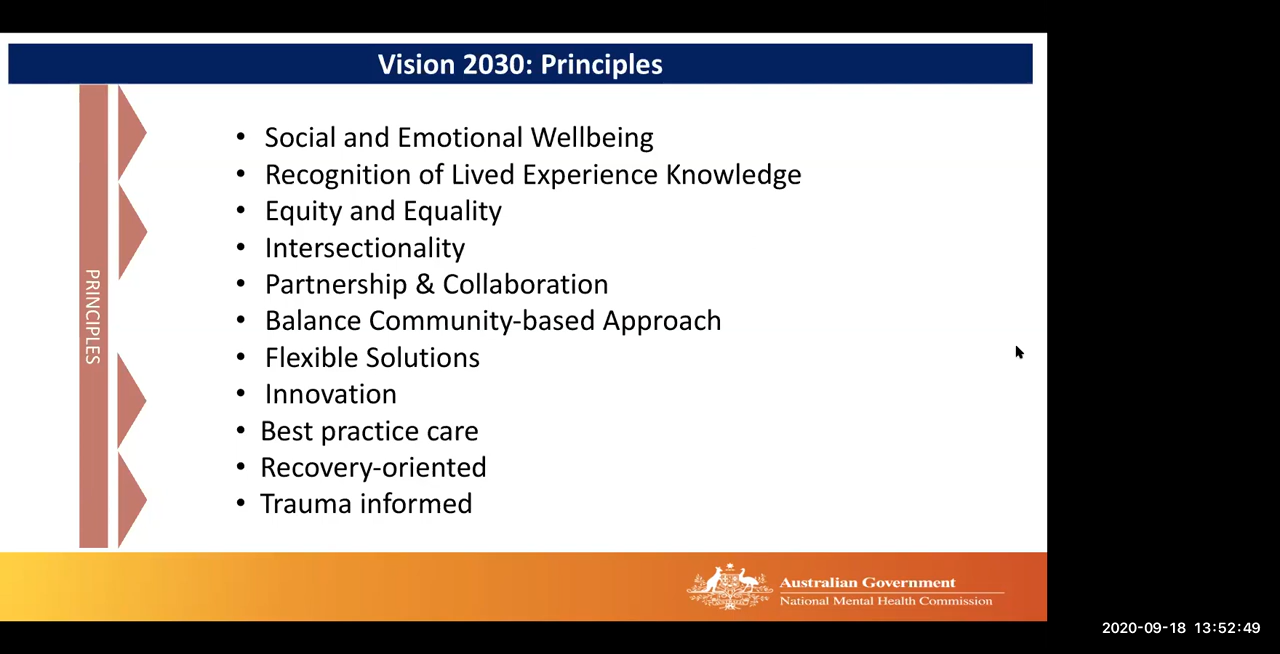 Vision 2030: Principles
PRINCIPLES
• Social and Emotional Wellbeing
• Recognition of Lived Experience Knowledge
• Equity and Equality
• Intersectionality
• Partnership & Collaboration
• Balance Community-based Approach
• Flexible Solutions
• Innovation
• Best practice care
• Recovery-oriented
• Trauma informed
Australian Government
National Mental Health Commission
2020-09-18 13:52:49